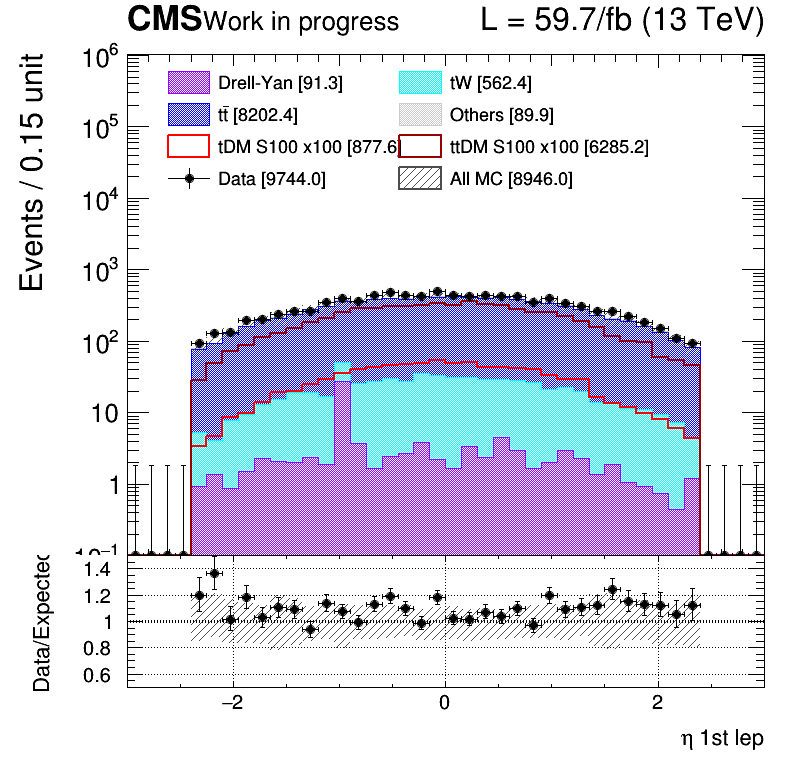 CMS Work in progress L = 59.7/fb (13 TeV)
Events / 0.15 unit
10⁶
10⁵
10⁴
10³
10²
10
1
10⁻¹
Drell-Yan [91.3]
tW [562.4]
tt̄ [8202.4]
Others [89.9]
tDM S100 x100 [877.6]
ttDM S100 x100 [6285.2]
Data [9744.0]
All MC [8946.0]
Data/Expected
1.4
1.2
1
0.8
0.6
−2 0 2
η 1st lep